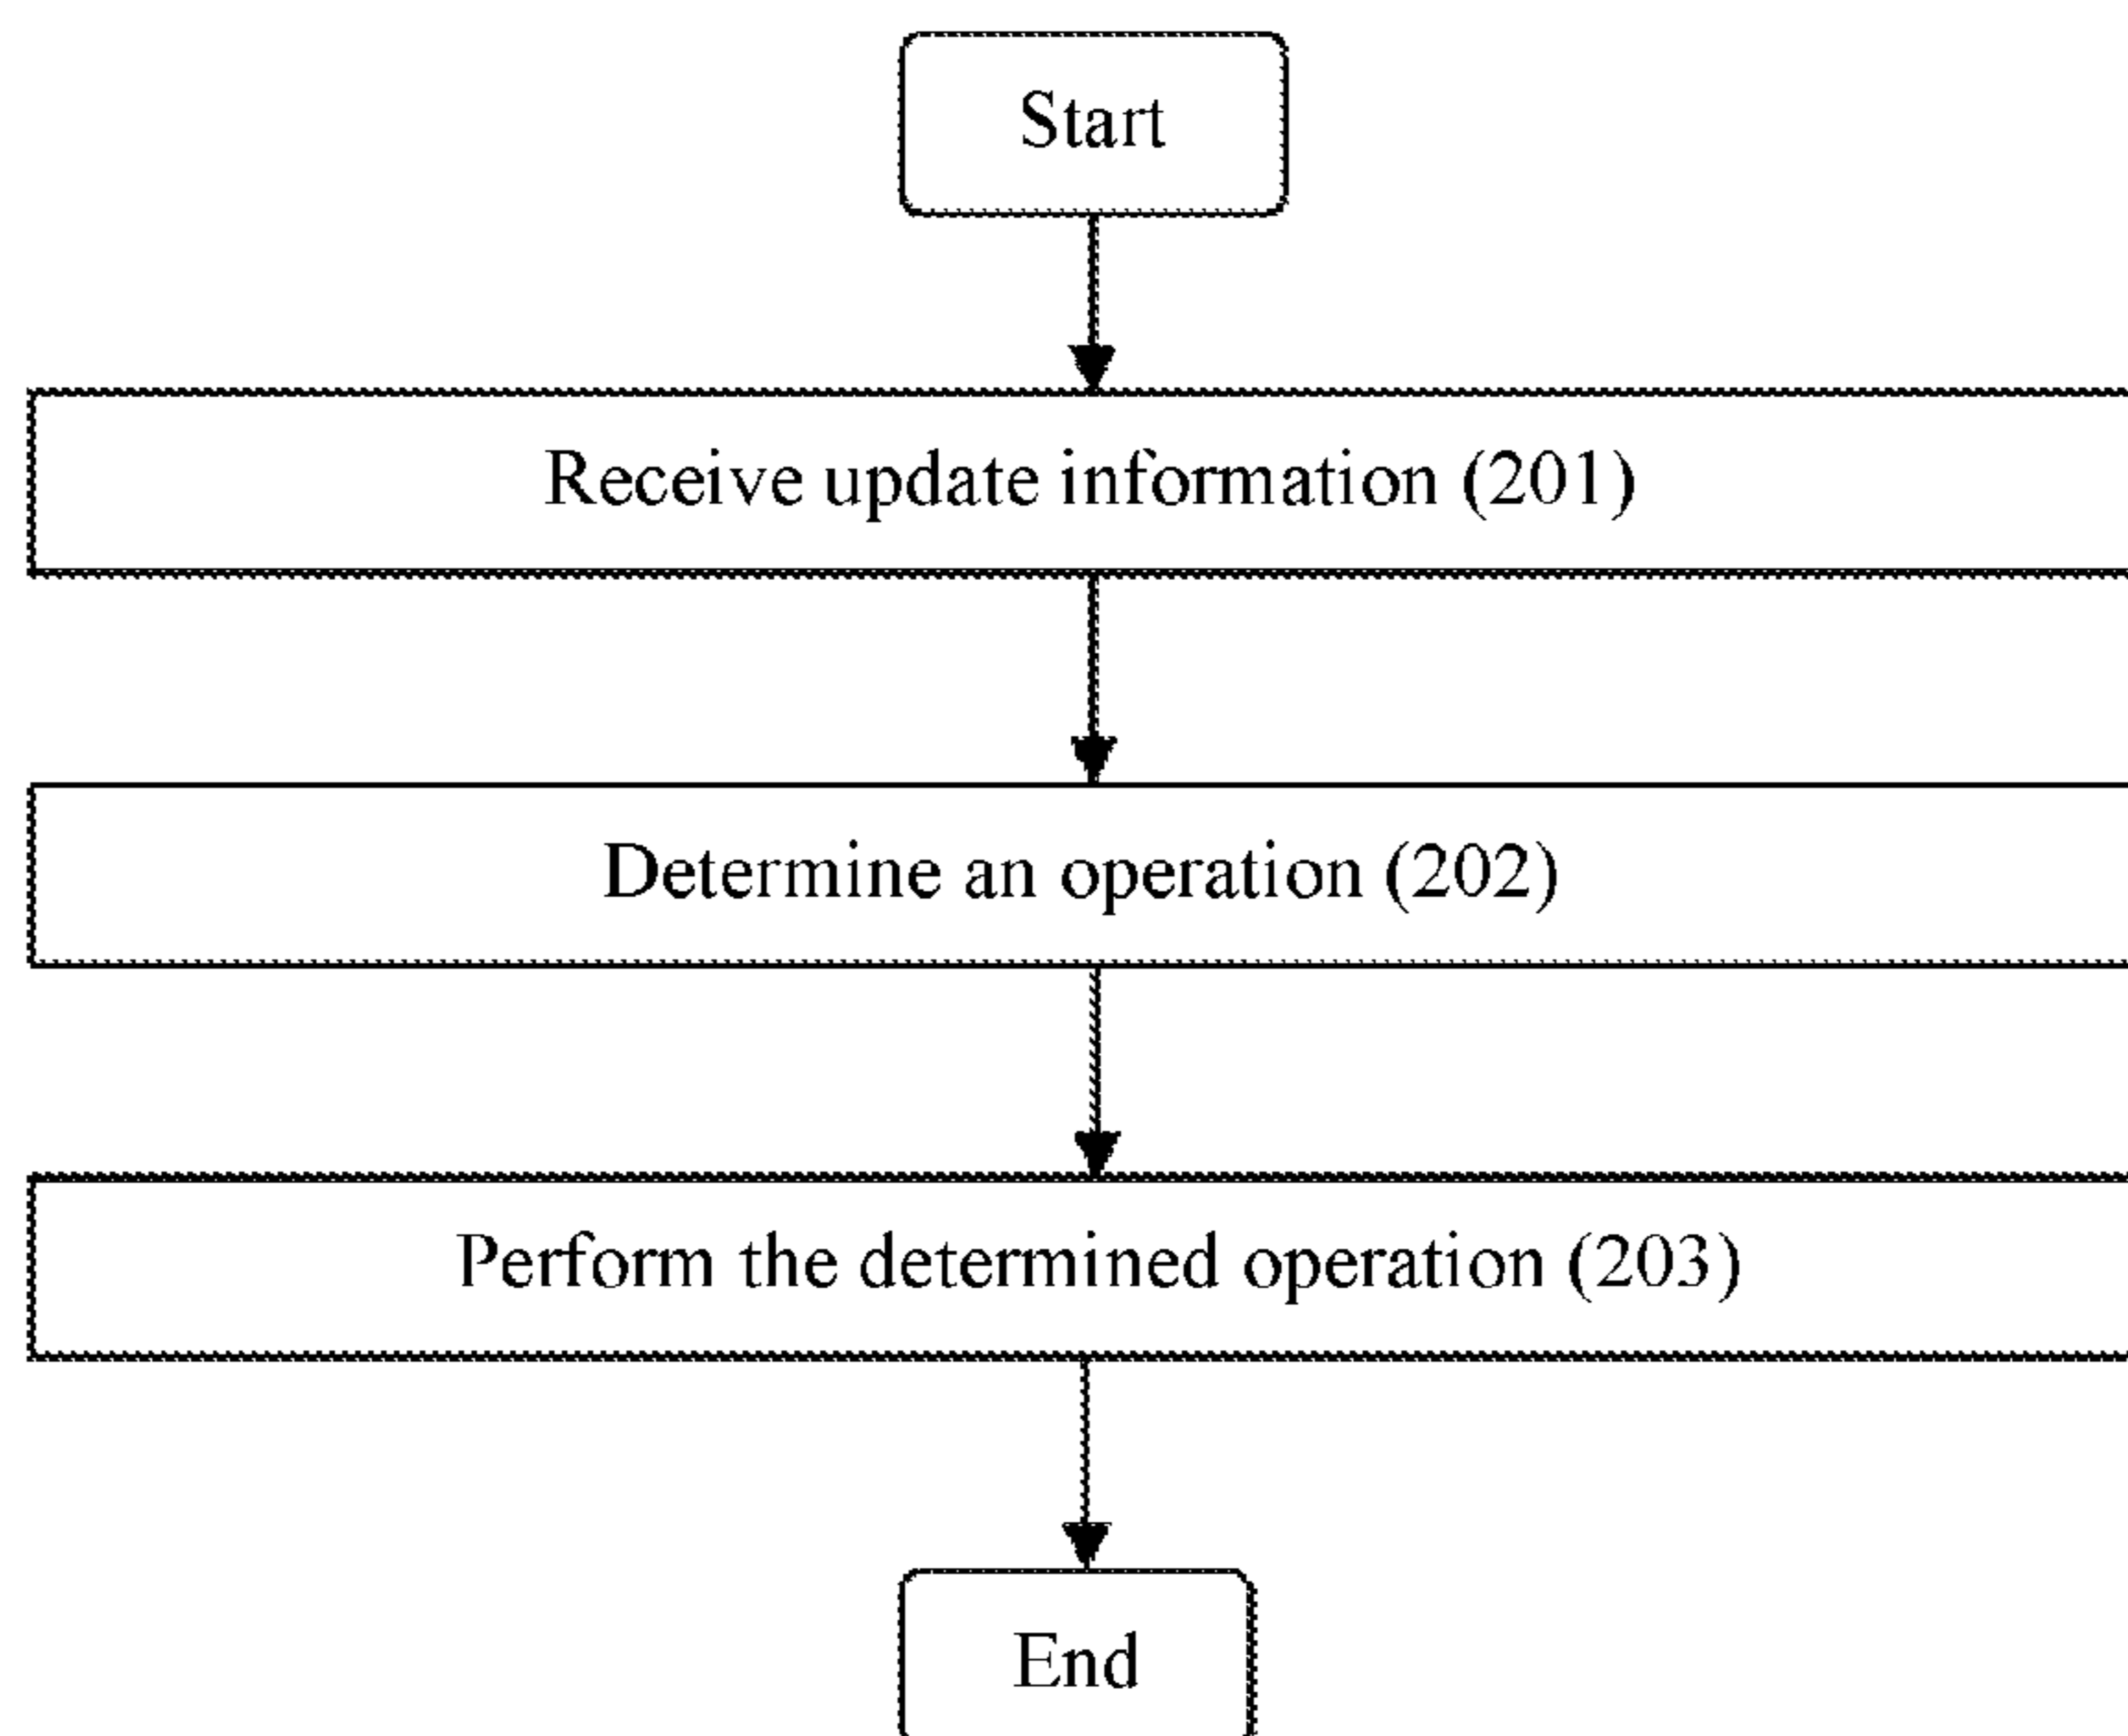 Start
Receive update information (201)
Determine an operation (202)
Perform the determined operation (203)
End